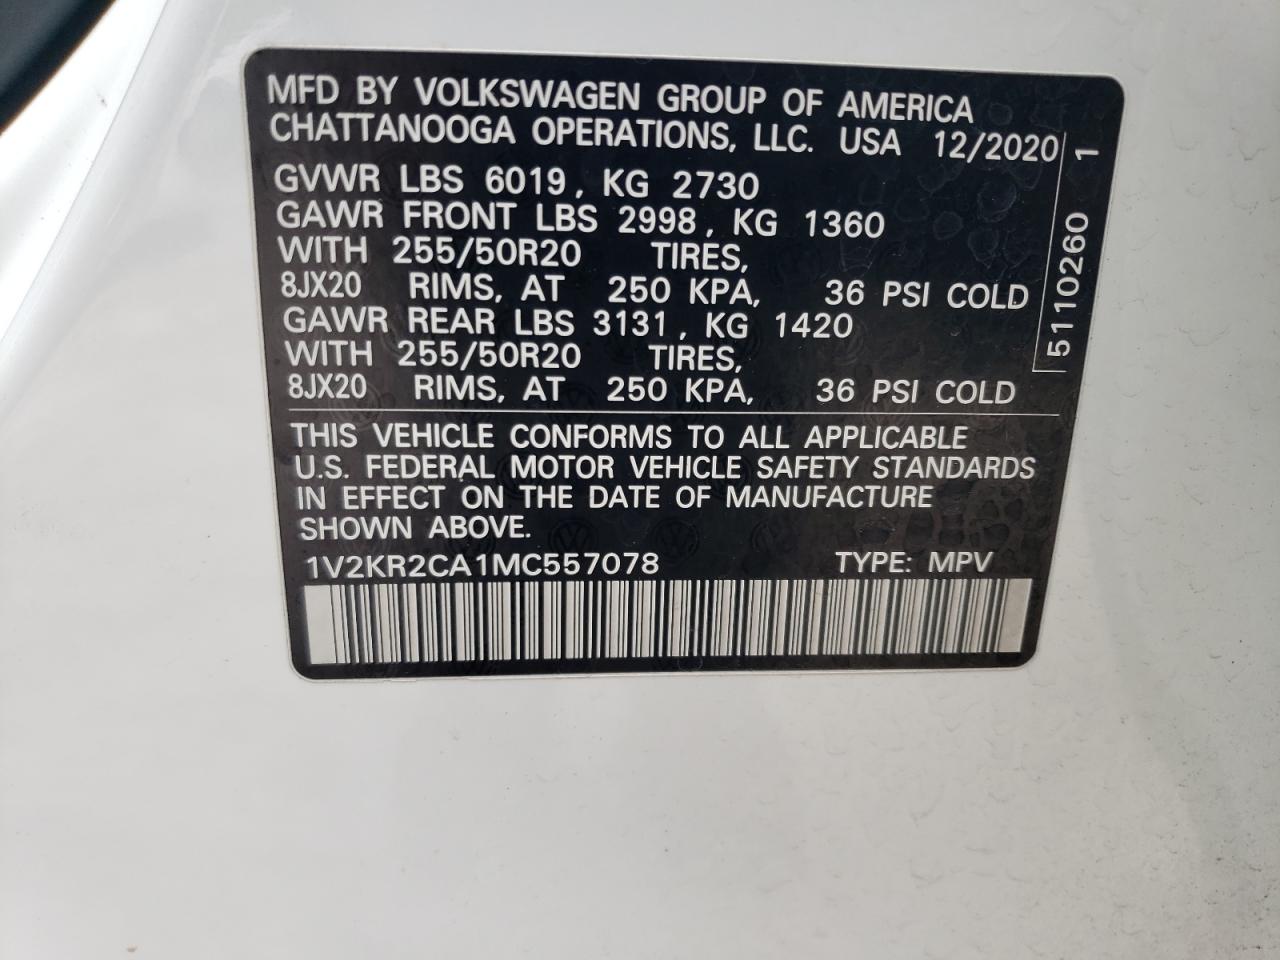 MFD BY VOLKSWAGEN GROUP OF AMERICA
CHATTANOOGA OPERATIONS, LLC. USA 12/2020
GVWR LBS 6019, KG 2730
GAWR FRONT LBS 2998, KG 1360
WITH 255/50R20 TIRES,
8JX20 RIMS, AT 250 KPA, 36 PSI COLD
GAWR REAR LBS 3131, KG 1420
WITH 255/50R20 TIRES,
8JX20 RIMS, AT 250 KPA, 36 PSI COLD
5110260 1
THIS VEHICLE CONFORMS TO ALL APPLICABLE
U.S. FEDERAL MOTOR VEHICLE SAFETY STANDARDS
IN EFFECT ON THE DATE OF MANUFACTURE
SHOWN ABOVE.
1V2KR2CA1MC557078 TYPE: MPV